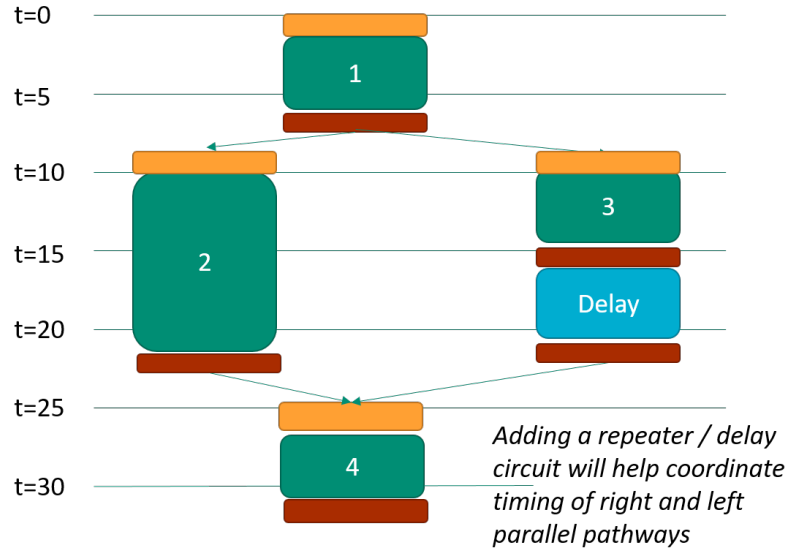 t=0
1
t=5
t=10
3
t=15
2
Delay
t=20
t=25
Adding a repeater / delay
4
circuit will help coordinate
t=30
timing of right and left
parallel pathways